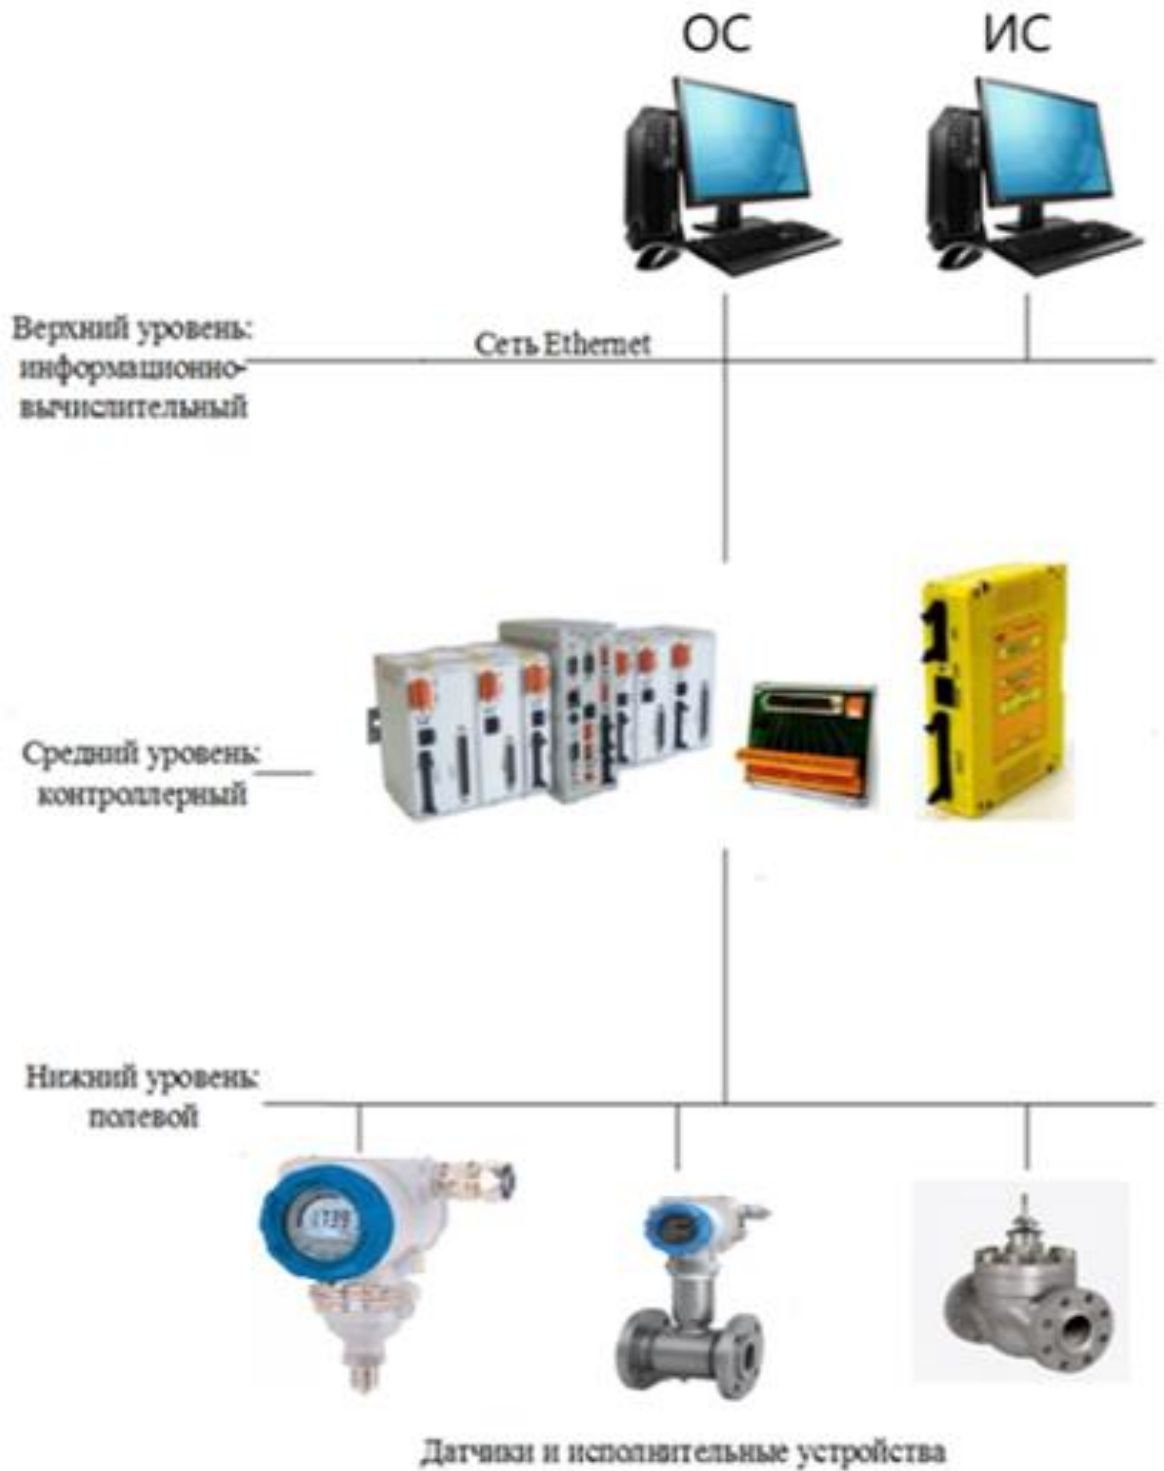 ОС
ИС
Верхний уровень:
информационно-
вычислительный
Сеть Ethernet
Средний уровень:
контроллерный
Нижний уровень:
полевой
Датчики и исполнительные устройства